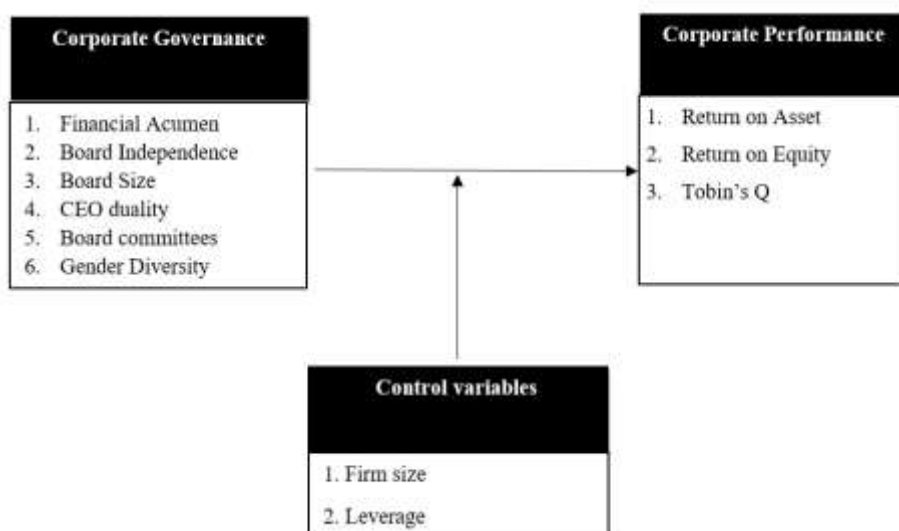 Corporate Governance
1. Financial Acumen
2. Board Independence
3. Board Size
4. CEO duality
5. Board committees
6. Gender Diversity
Corporate Performance
1. Return on Asset
2. Return on Equity
3. Tobin's Q
Control variables
1. Firm size
2. Leverage